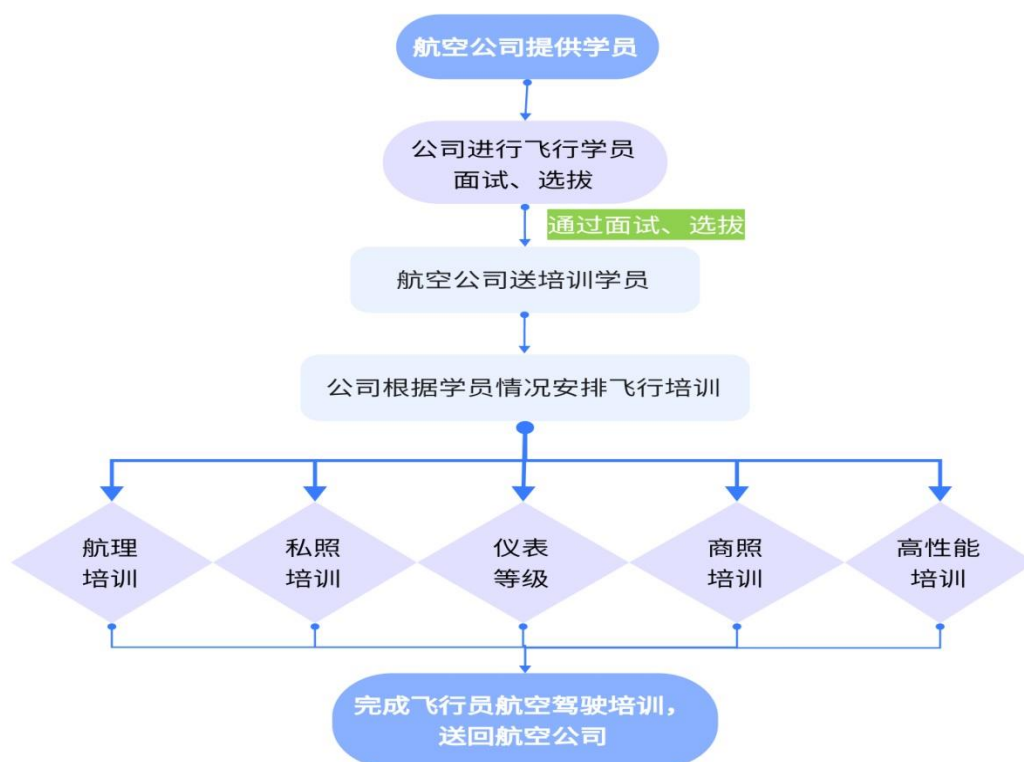 航空公司提供学员
公司进行飞行学员
面试、选拔
通过面试、选拔
航空公司送培训学员
公司根据学员情况安排飞行培训
航理
培训
私照
培训
仪表
等级
商照
培训
高性能
培训
完成飞行员航空驾驶培训，
送回航空公司